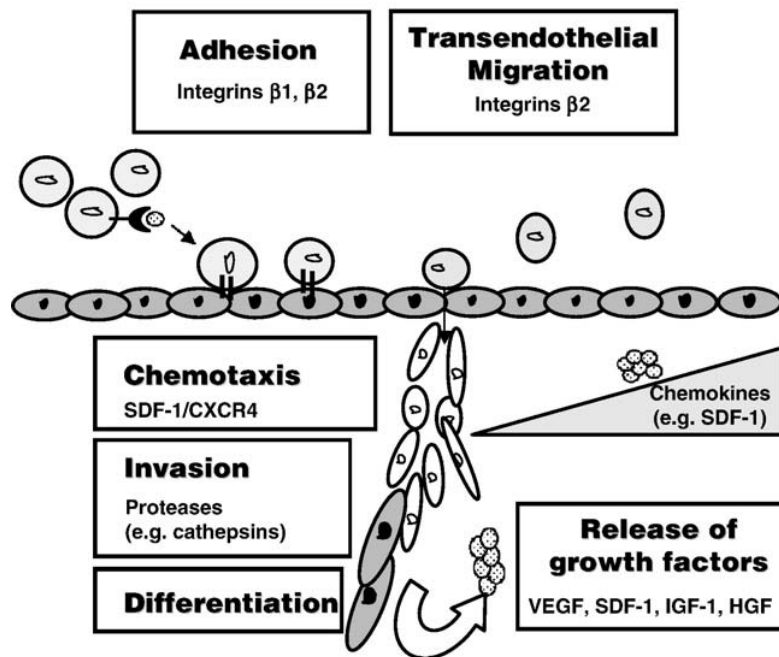 Adhesion
Integrins β1, β2
Transendothelial
Migration
Integrins β2
Chemotaxis
SDF-1/CXCR4
Chemokines
(e.g. SDF-1)
Invasion
Proteases
(e.g. cathepsins)
Differentiation
Release of
growth factors
VEGF, SDF-1, IGF-1, HGF